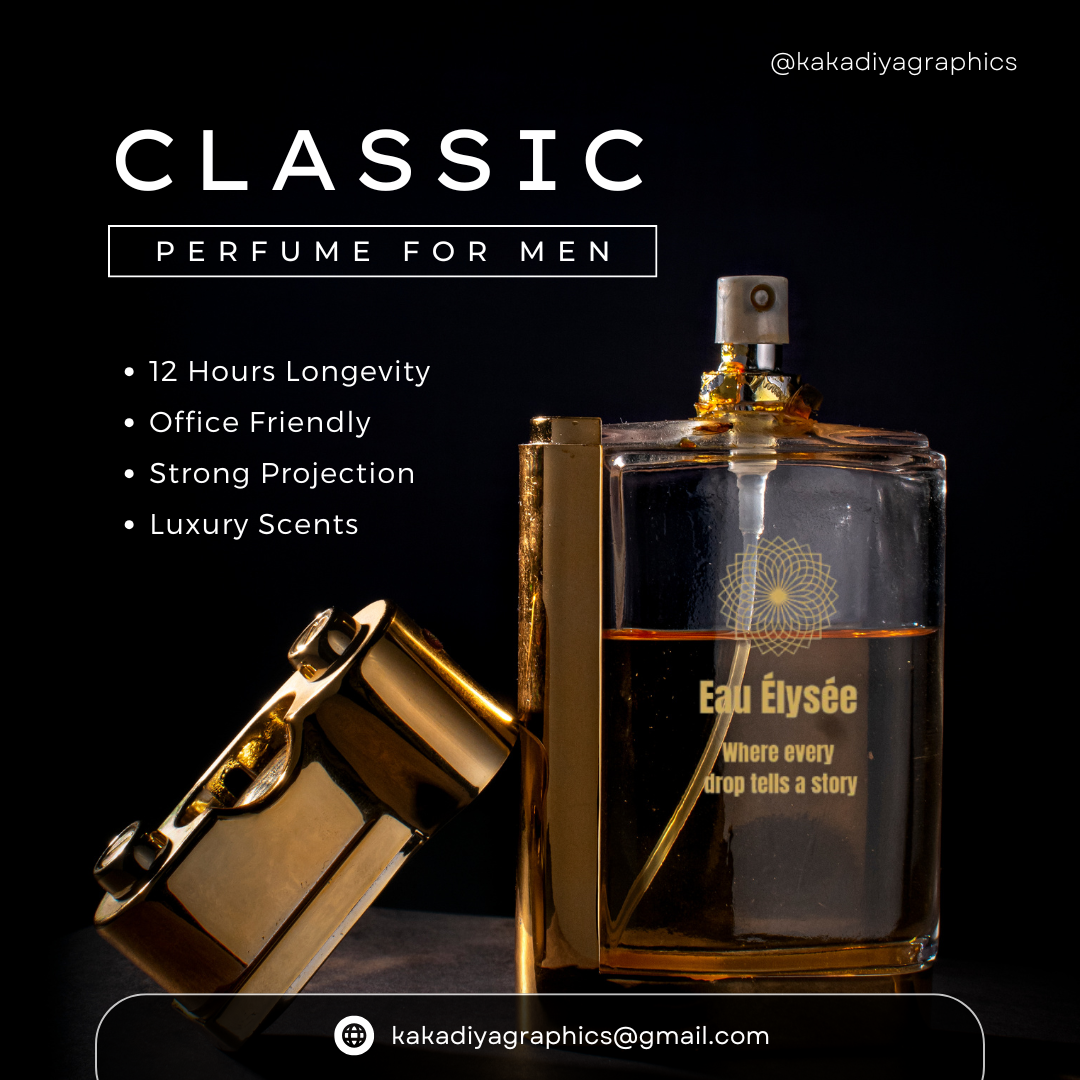 @kakadiyagraphics
CLASSIC
PERFUME FOR MEN
• 12 Hours Longevity
• Office Friendly
• Strong Projection
• Luxury Scents
Eau Élysée
Where every
drop tells a story
kakadiyagraphics@gmail.com